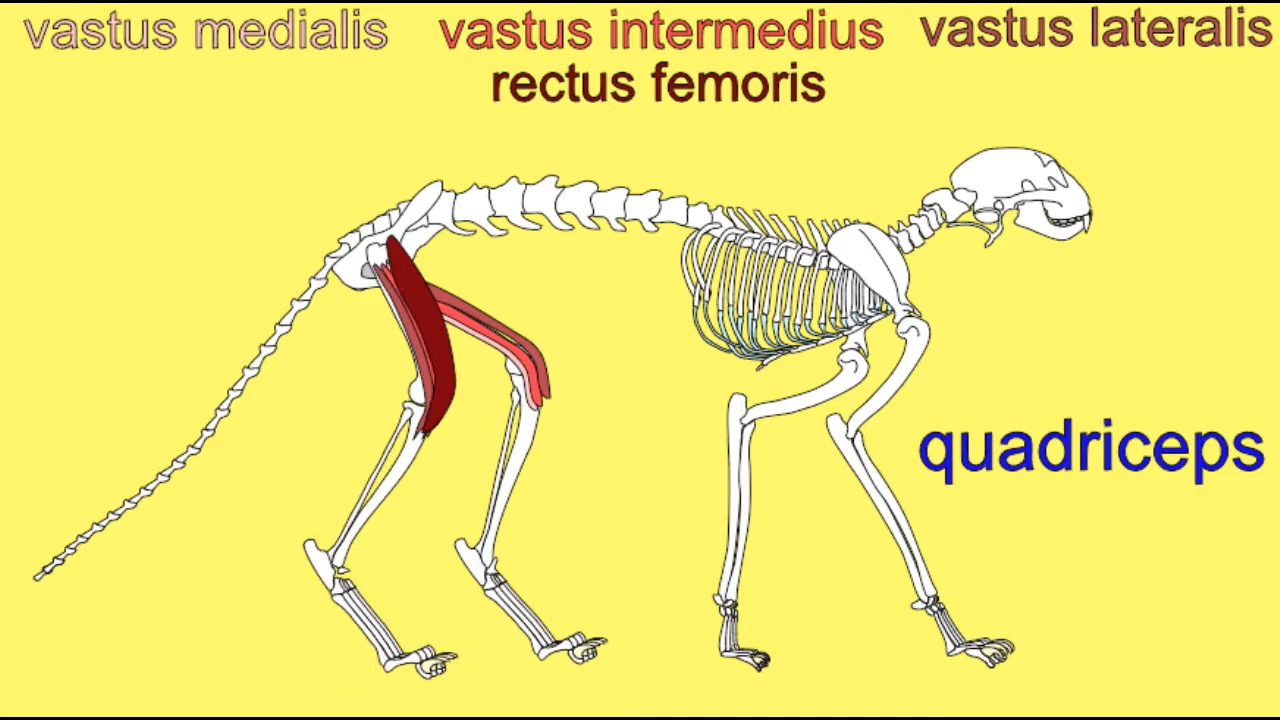 vastus medialis vastus intermedius vastus lateralis
rectus femoris
quadriceps